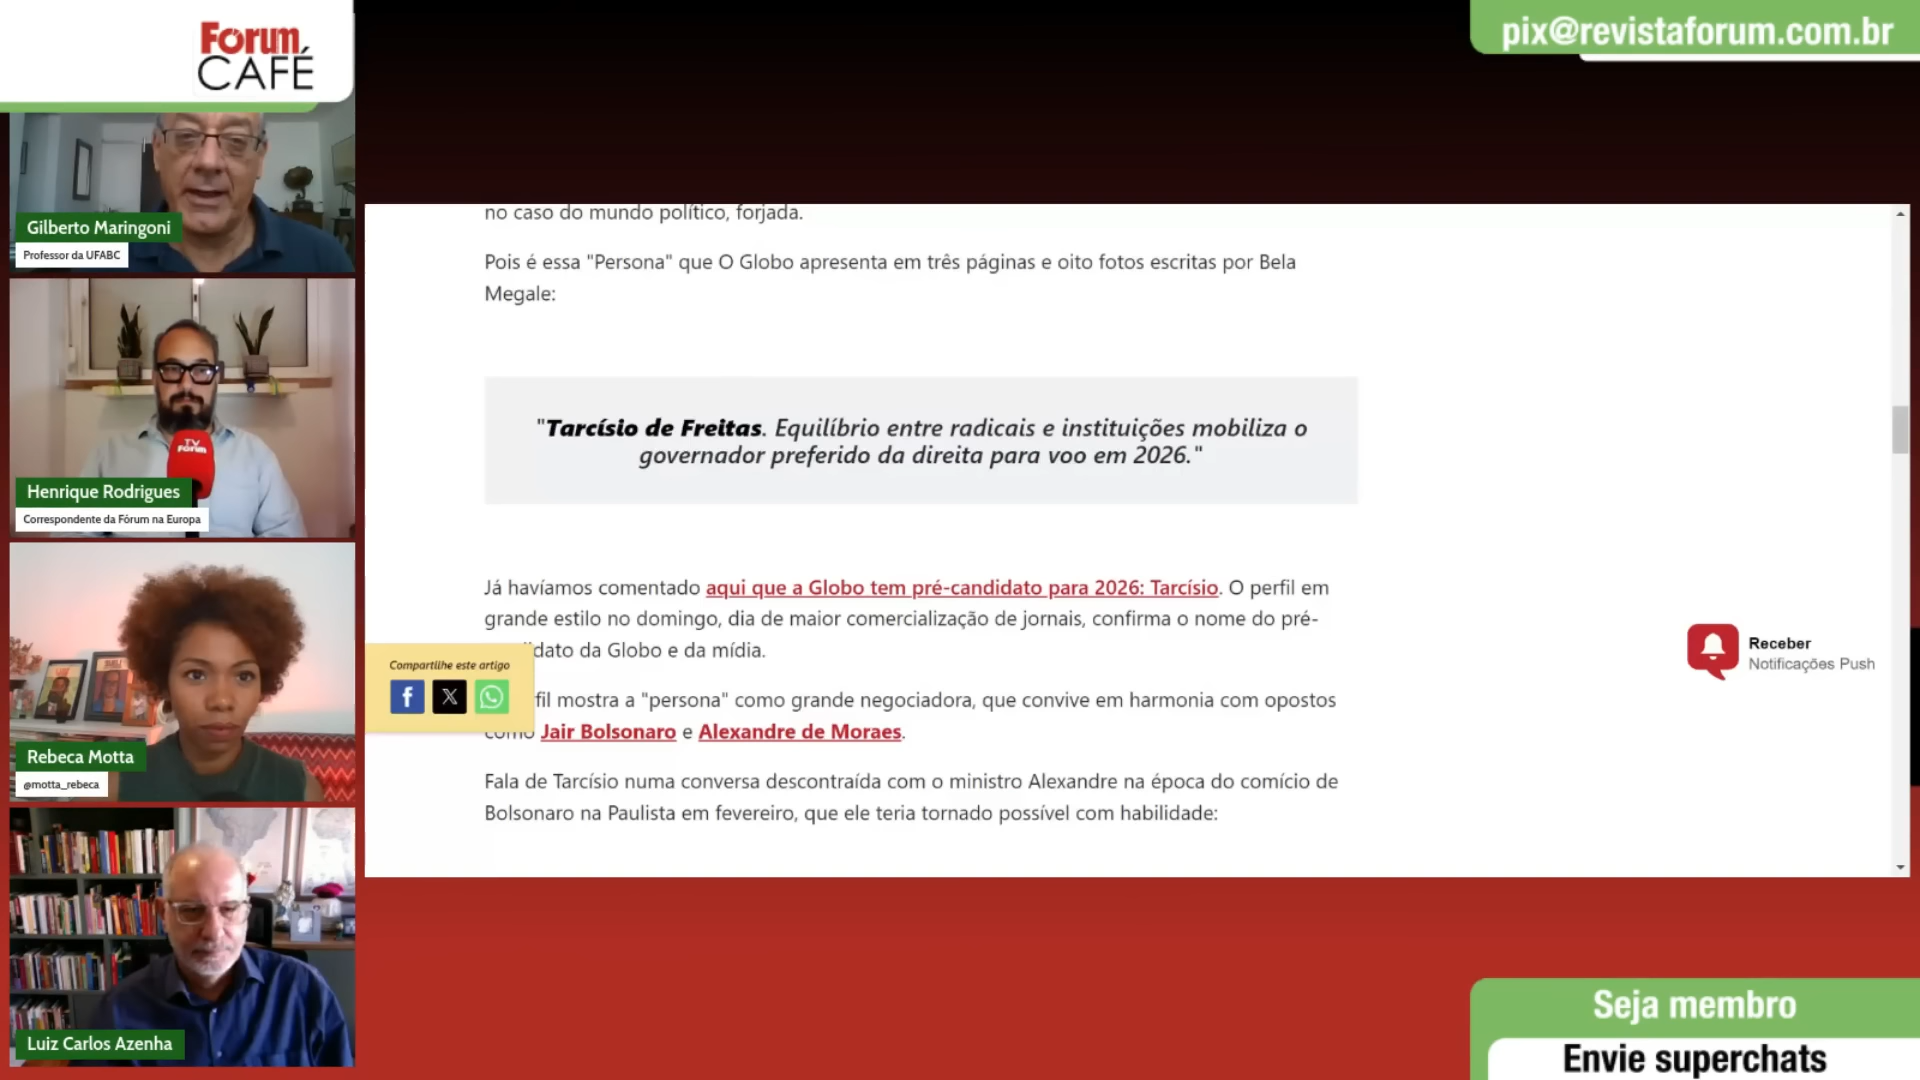 Fórum
CAFÉ
pix@revistaforum.com.br
Gilberto Maringoni
Professor da UFABC
TV
Fórum
Henrique Rodrigues
Correspondente da Fórum na Europa
Rebeca Motta
@motta_rebeca
Luiz Carlos Azenha
no caso do mundo político, forjada.
Pois é essa "Persona" que O Globo apresenta em três páginas e oito fotos escritas por Bela
Megale:
"Tarcísio de Freitas. Equilíbrio entre radicais e instituições mobiliza o
governador preferido da direita para voo em 2026."
Já havíamos comentado aqui que a Globo tem pré-candidato para 2026: Tarcísio. O perfil em
grande estilo no domingo, dia de maior comercialização de jornais, confirma o nome do pré-
dato da Globo e da mídia.
fil mostra a "persona" como grande negociadora, que convive em harmonia com opostos
como Jair Bolsonaro e Alexandre de Moraes.
Fala de Tarcísio numa conversa descontraída com o ministro Alexandre na época do comício de
Bolsonaro na Paulista em fevereiro, que ele teria tornado possível com habilidade:
Compartilhe este artigo
Receber
Notificações Push
Seja membro
Envie superchats